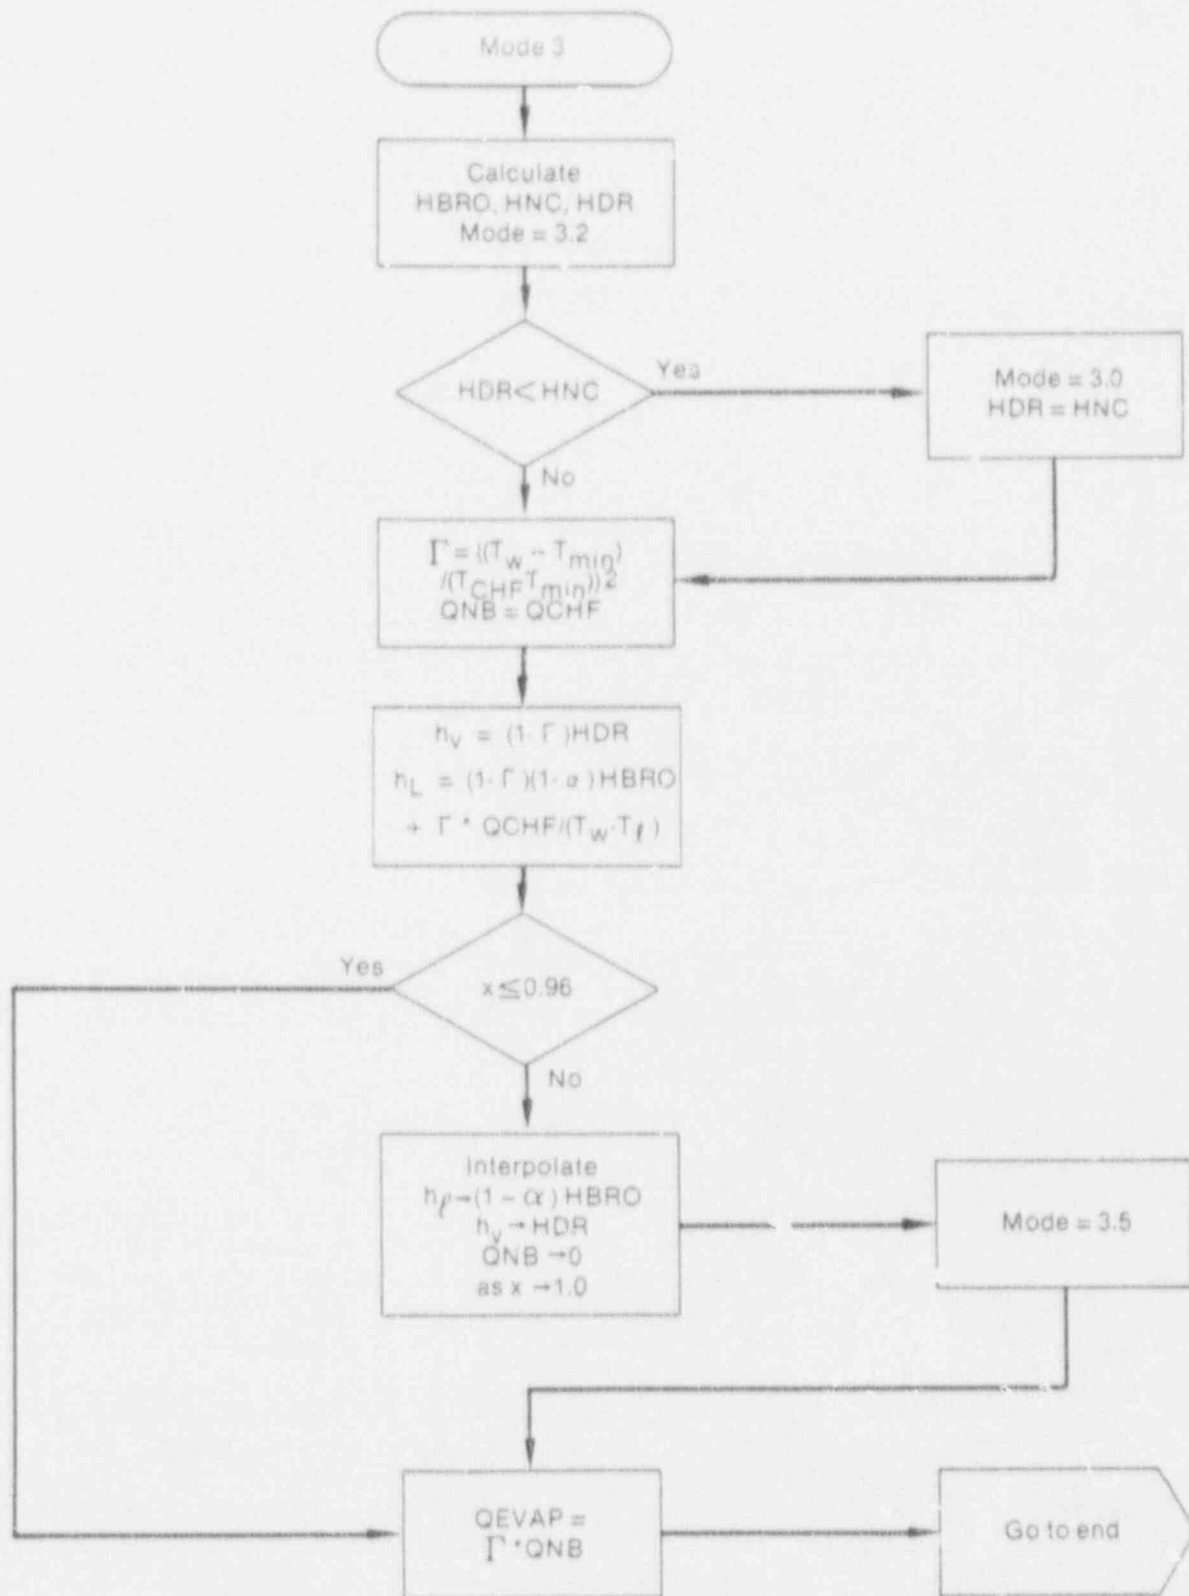 Mode 3
Calculate
HBRO, HNC, HDR
Mode = 3.2
HDR< HNC
Yes
Mode = 3.0
HDR = HNC
No
Γ = ((T_w - T_min)
/(T_CHF T_min))²
QNB = QCHF
h_v = (1- Γ )HDR
h_L = (1- Γ )(1- α )HBRO
+ Γ * QCHF/(T_w-T_ℓ)
Yes
x≦0.96
No
Interpolate
h_ℓ→(1 - α) HBRO
h_v→HDR
QNB →0
as x →1.0
Mode = 3.5
QEVAP =
Γ *QNB
Go to end